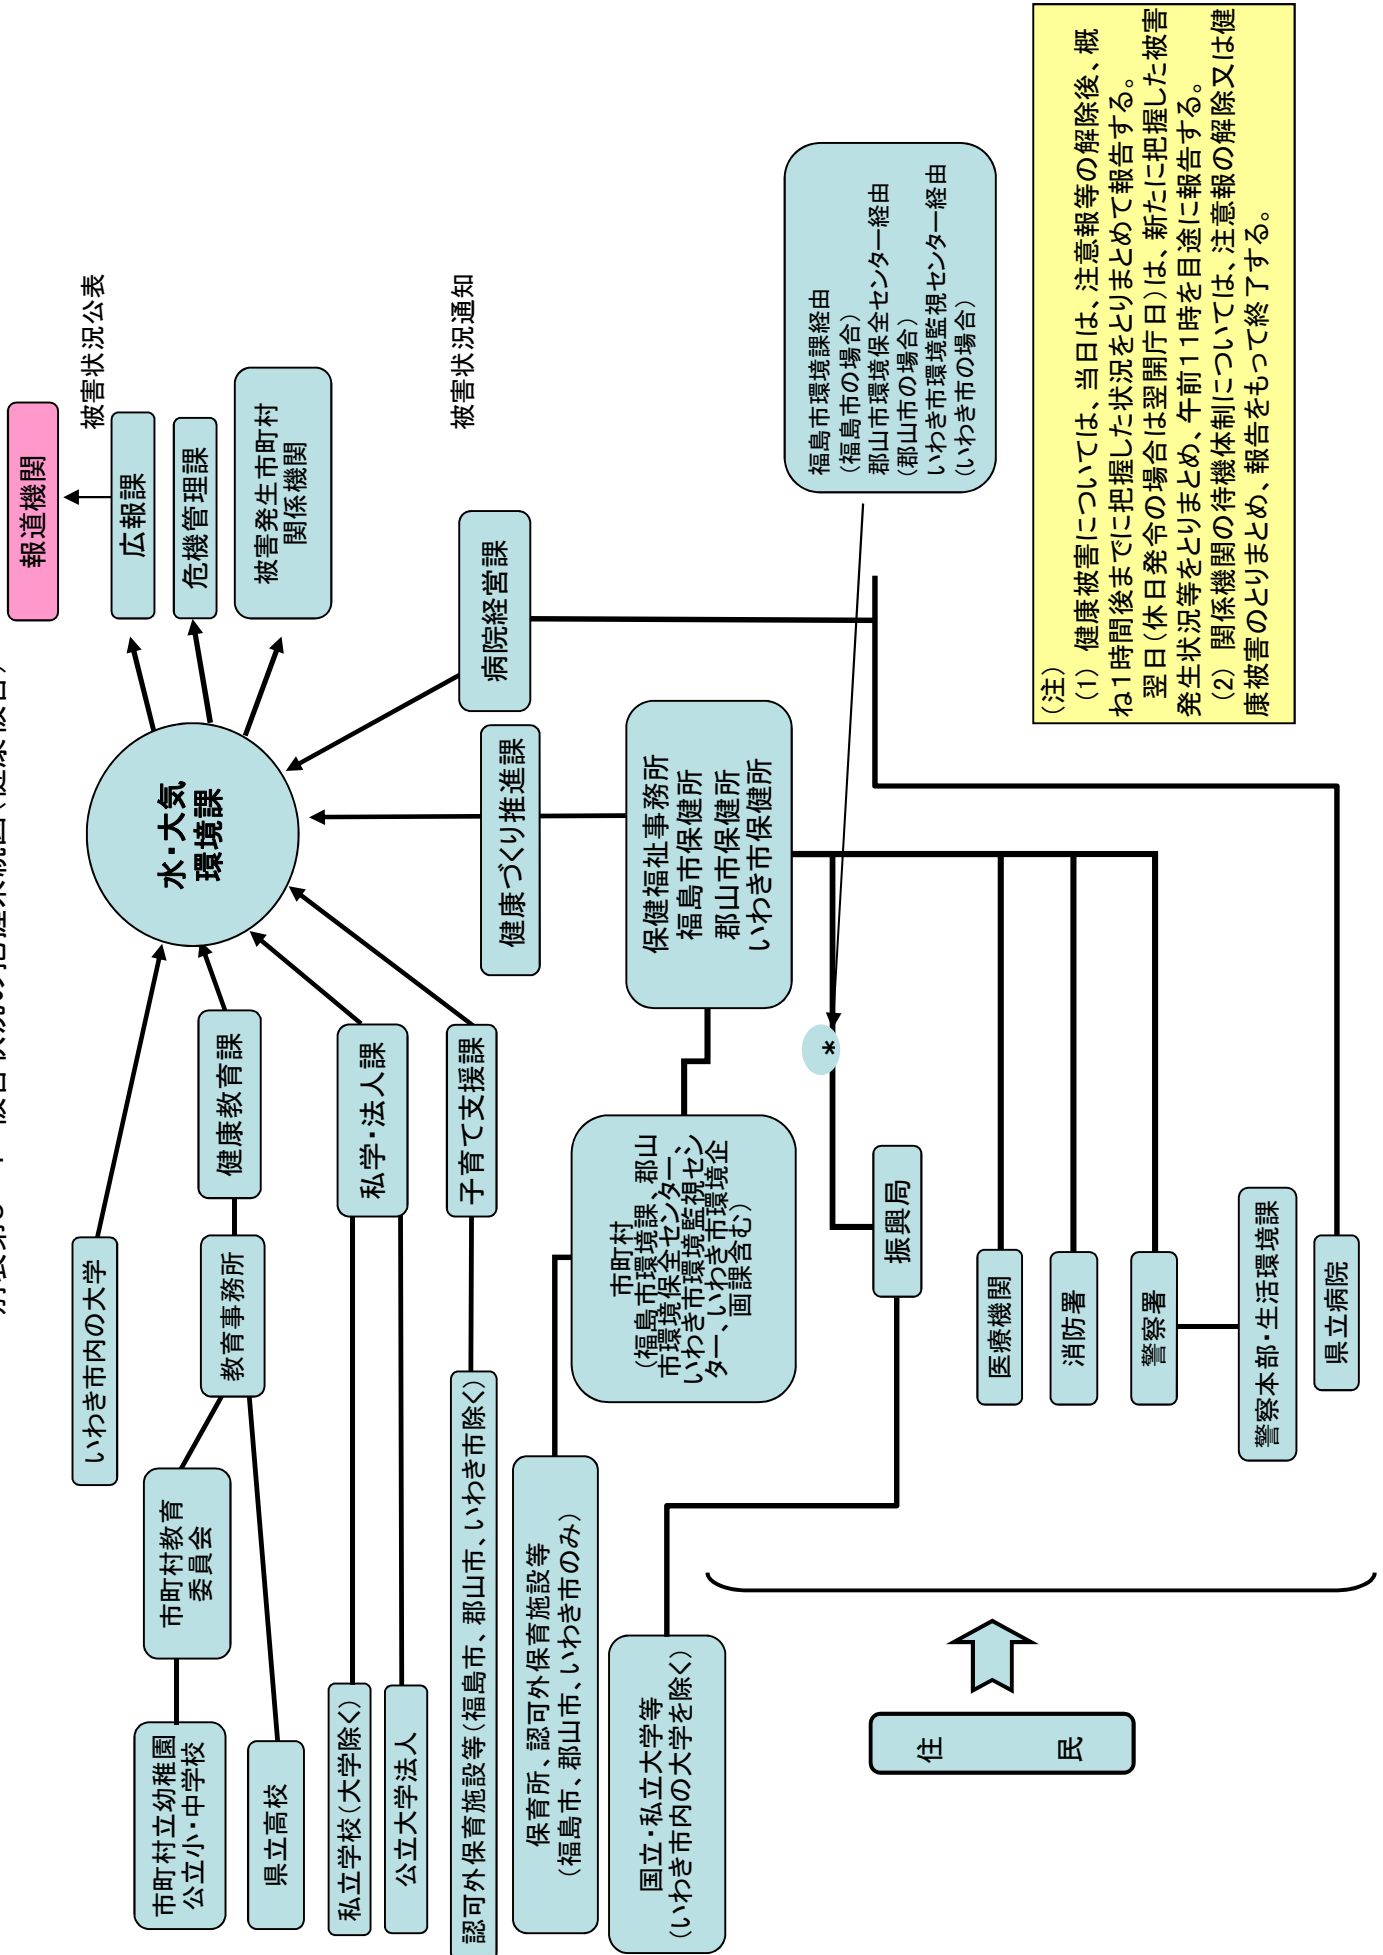 報道機関
被害状況公表
いわき市内の大学
水・大気
環境課
広報課
危機管理課
被害発生市町村
関係機関
市町村立幼稚園
公立小・中学校
市町村教育
委員会
教育事務所
健康教育課
県立高校
私立学校(大学除く)
公立大学法人
私学・法人課
認可外保育施設等(福島市、郡山市、いわき市除く)
子育て支援課
健康づくり推進課
病院経営課
被害状況通知
保育所、認可外保育施設等
(福島市、郡山市、いわき市のみ)
市町村
(福島市環境課、郡山
市環境保全センター、
いわき市環境監視セン
ター、いわき市環境企
画課含む)
保健福祉事務所
福島市保健所
郡山市保健所
いわき市保健所
国立・私立大学等
(いわき市内の大学を除く)
*
福島市環境課経由
(福島市の場合)
郡山市環境保全センター経由
(郡山市の場合)
いわき市環境監視センター経由
(いわき市の場合)
振興局
住 民
医療機関
消防署
警察署
警察本部・生活環境課
県立病院
(注)
(1) 健康被害については、当日は、注意報等の解除後、概
ね1時間後までに把握した状況をとりまとめて報告する。
翌日(休日発令の場合は翌開庁日)は、新たに把握した被害
発生状況等をとりまとめ、午前11時を目途に報告する。
(2) 関係機関の待機体制については、注意報の解除又は健
康被害のとりまとめ、報告をもって終了する。